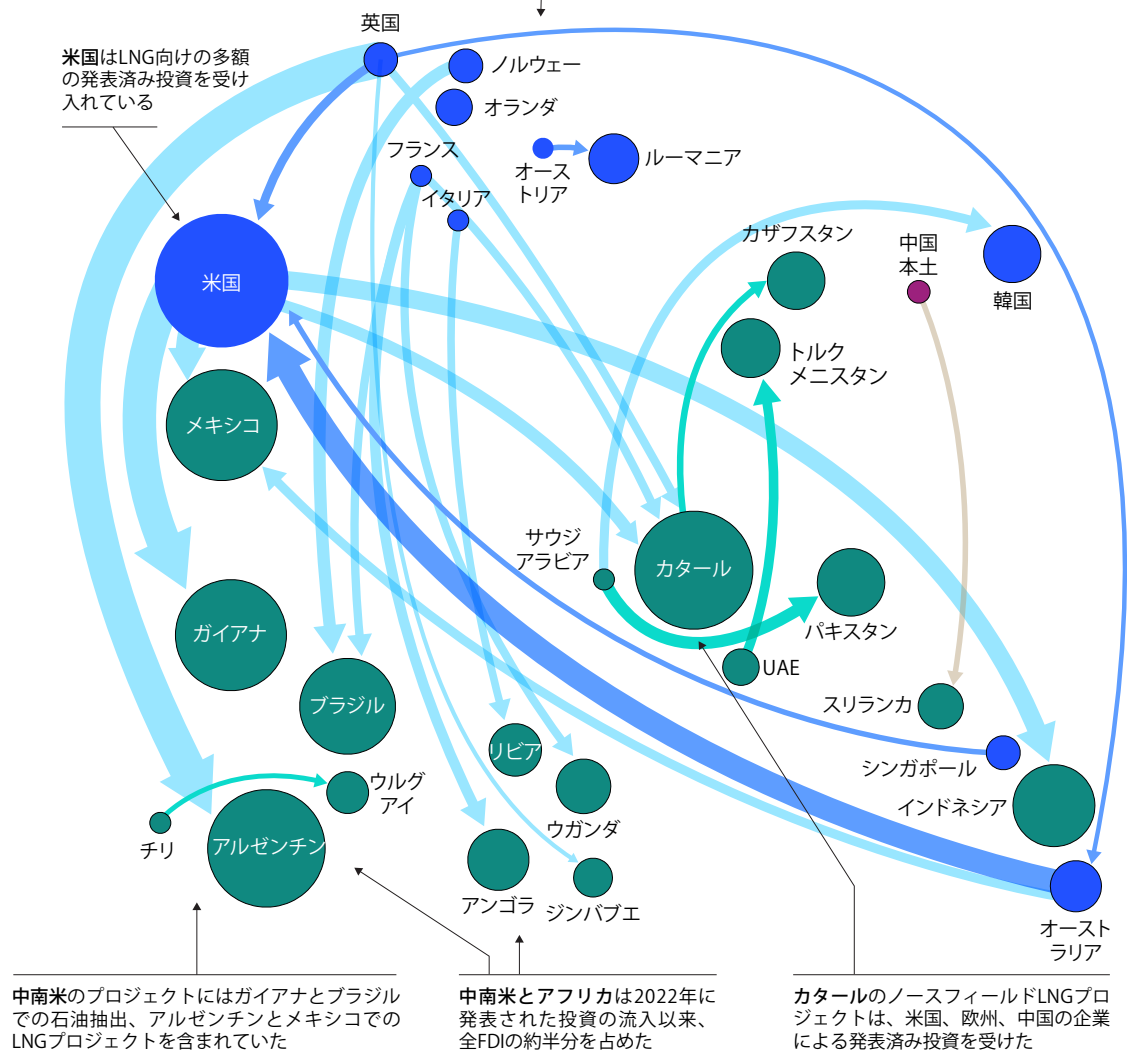 英国
米国はLNG向けの多額
の発表済み投資を受け
入れている
ノルウェー
オランダ
フランス
オース
トリア
ルーマニア
イタリア
カザフスタン
中国
本土
韓国
米国
トルク
メニスタン
メキシコ
サウジ
アラビア
カタール
パキスタン
ガイアナ
UAE
ブラジル
スリランカ
リビア
シンガポール
ウルグ
アイ
インドネシア
ウガンダ
チリ
アルゼンチン
アンゴラ
ジンバブエ
オースト
ラリア
中南米のプロジェクトにはガイアナとブラジル
での石油抽出、アルゼンチンとメキシコでの
LNGプロジェクトを含まれていた
中南米とアフリカは2022年に
発表された投資の流入以来、
全FDIの約半分を占めた
カタールのノースフィールドLNGプロ
ジェクトは、米国、欧州、中国の企業
による発表済み投資を受けた